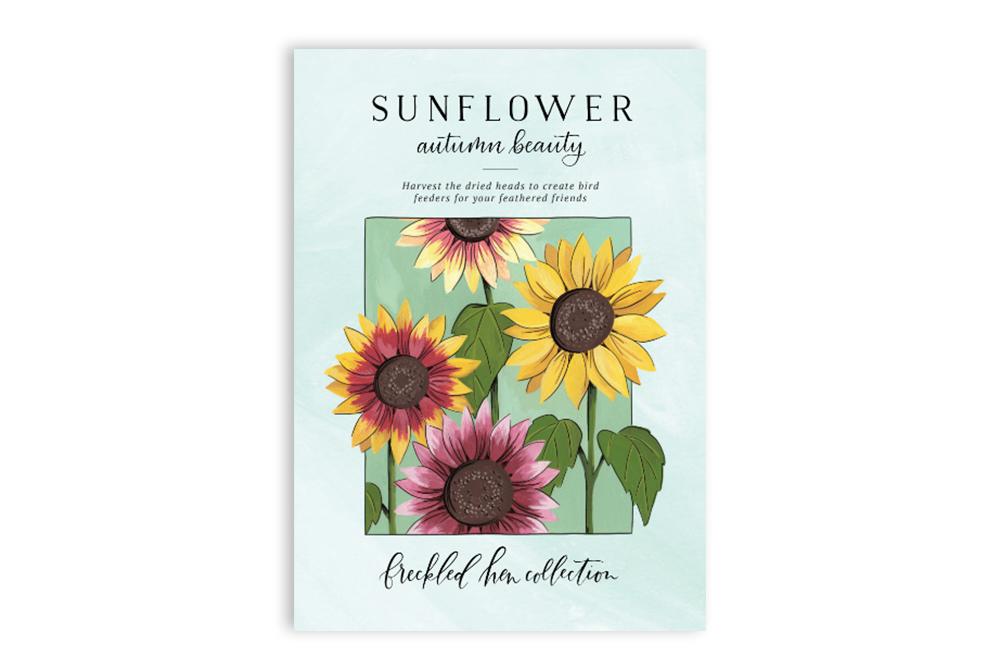 SUNFLOWER
autumn beauty
Harvest the dried heads to create bird
feeders for your feathered friends
freckled hen collection